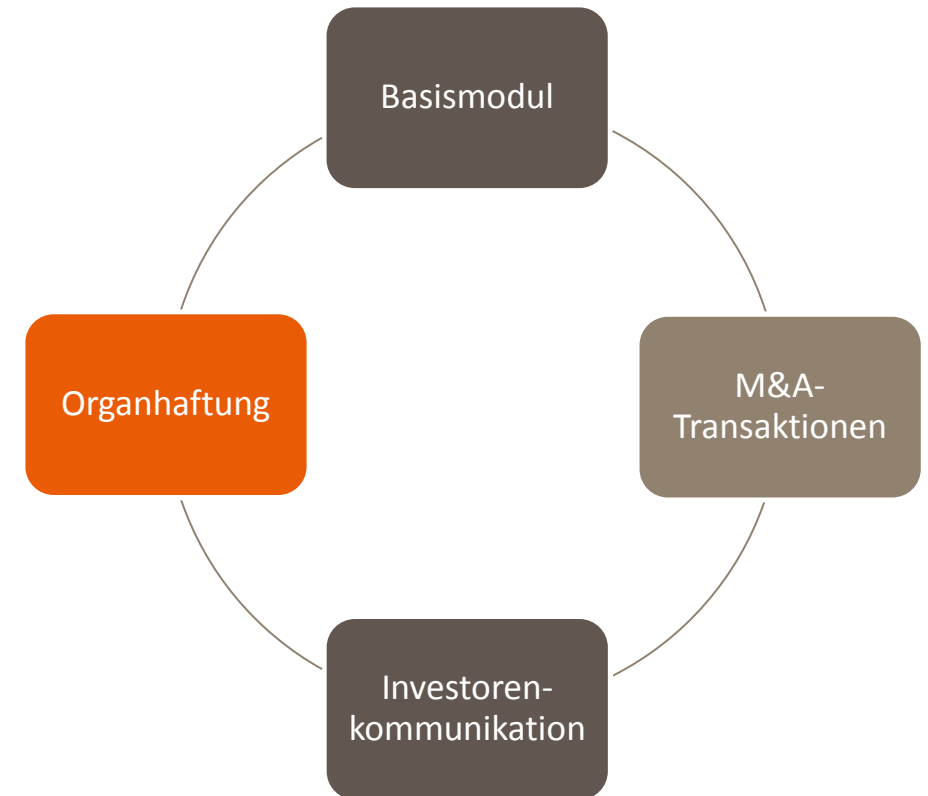 Basismodul
Organhaftung
M&A-
Transaktionen
Investoren-
kommunikation